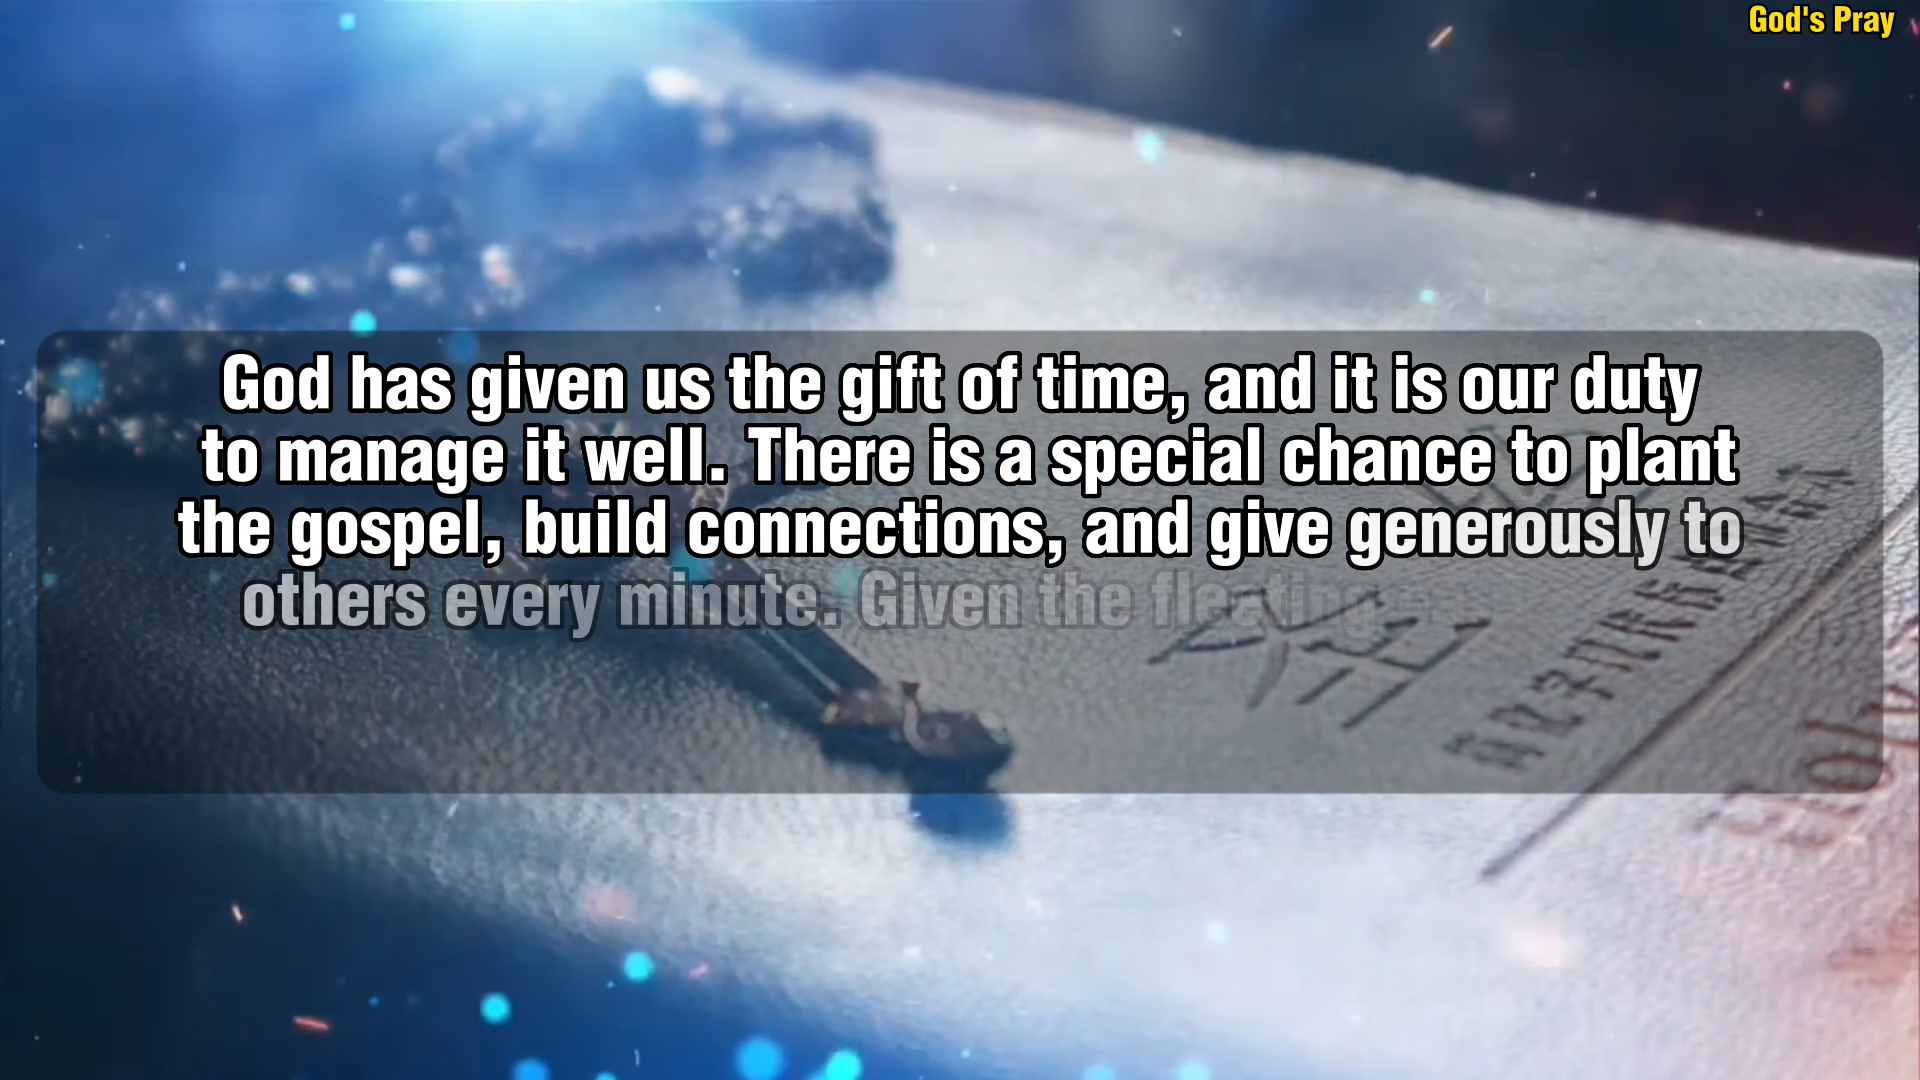 God's Pray
God has given us the gift of time, and it is our duty
to manage it well. There is a special chance to plant
the gospel, build connections, and give generously to
others every minute. Given the fleeting